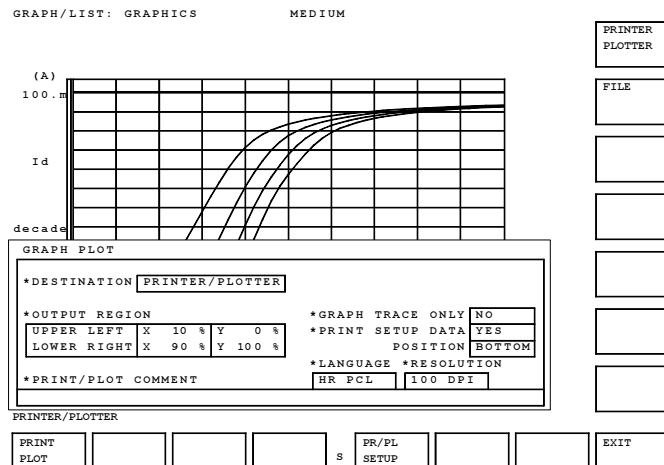 GRAPH/LIST: GRAPHICS MEDIUM
PRINTER
PLOTTER
FILE
(A)
100.m
Id
decade
GRAPH PLOT
*DESTINATION PRINTER/PLOTTER
*OUTPUT REGION
UPPER LEFT X 10 % Y 0 %
LOWER RIGHT X 90 % Y 100 %
*GRAPH TRACE ONLY NO
*PRINT SETUP DATA YES
POSITION BOTTOM
*LANGUAGE *RESOLUTION
HR PCL 100 DPI
*PRINT/PLOT COMMENT
PRINTER/PLOTTER
PRINT
PLOT
S
PR/PL
SETUP
EXIT